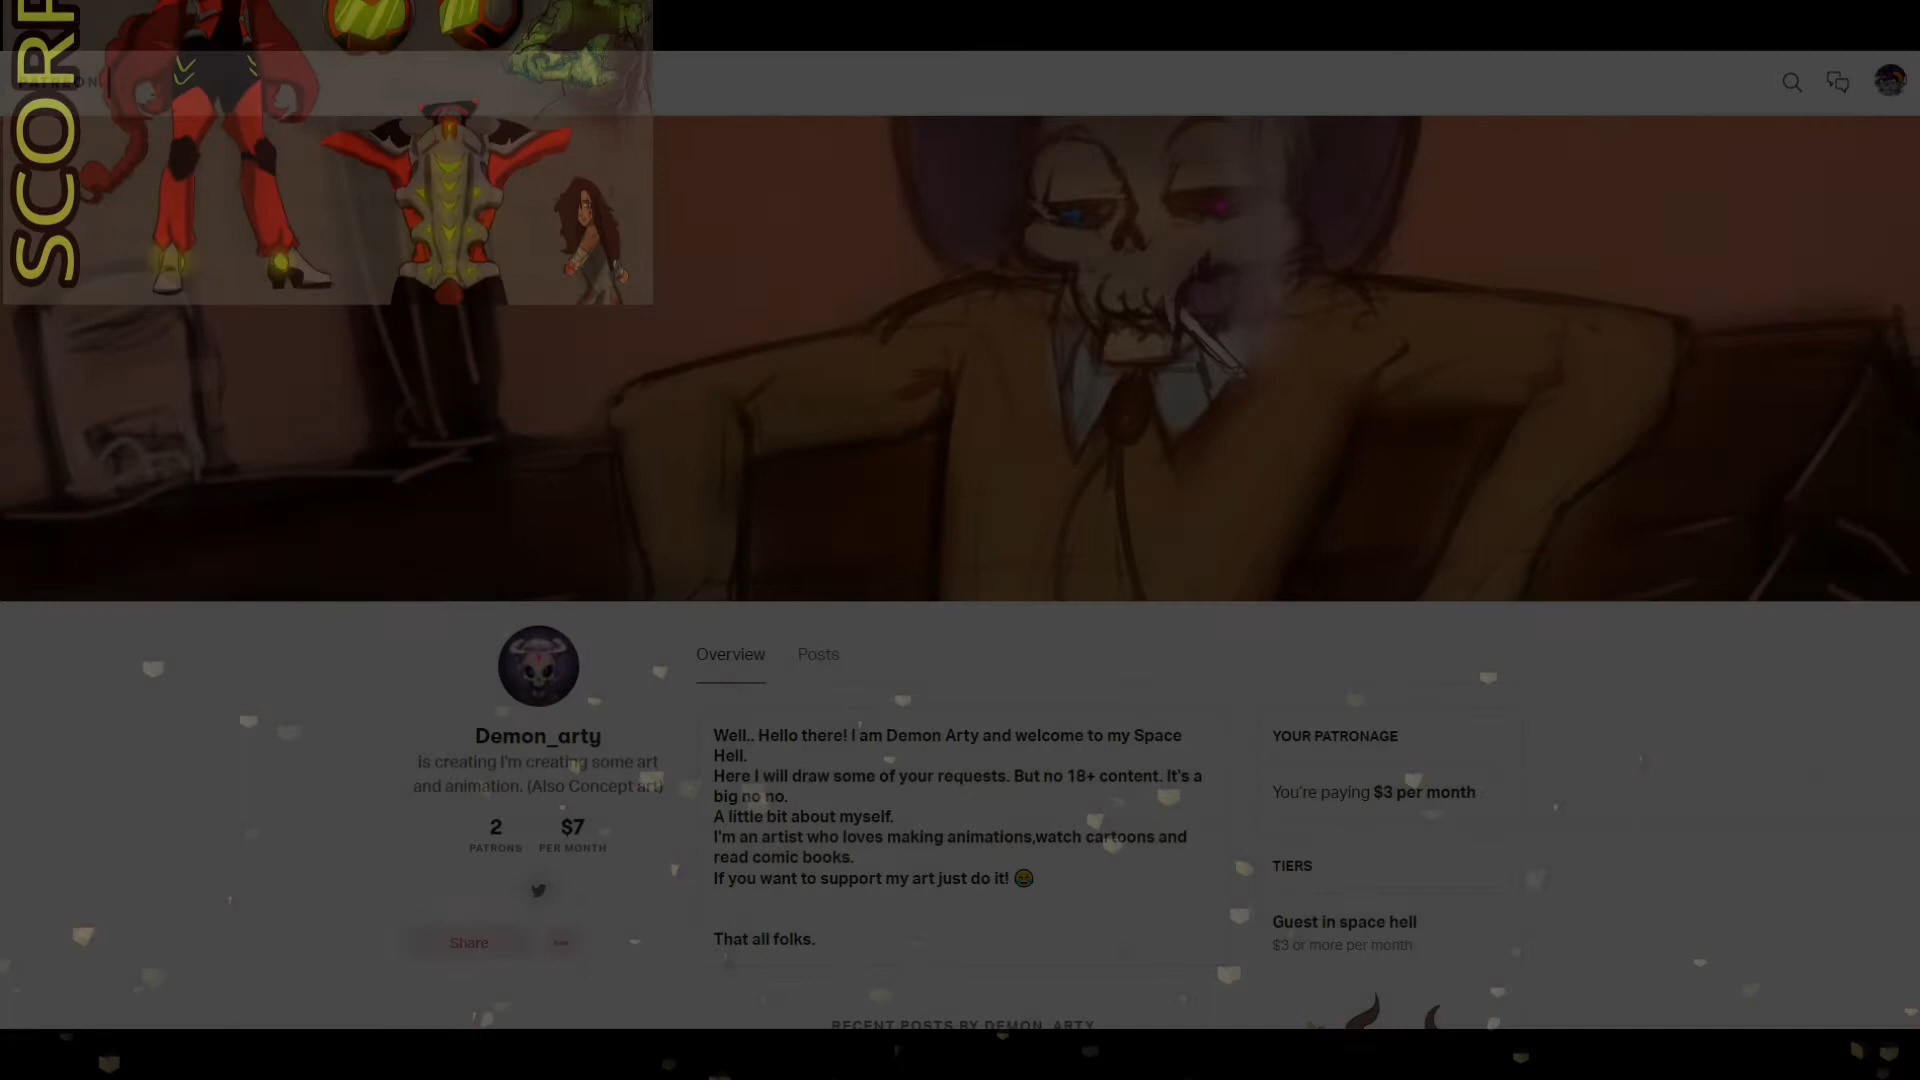 SCORP
PATREON
Overview Posts
Demon_arty
is creating I'm creating some art
and animation. (Also Concept art)
2 $7
PATRONS PER MONTH
Share
Well.. Hello there! I am Demon Arty and welcome to my Space
Hell.
Here I will draw some of your requests. But no 18+ content. It's a
big no no.
A little bit about myself.
I'm an artist who loves making animations,watch cartoons and
read comic books.
If you want to support my art just do it! 😂
That all folks.
RECENT POSTS BY DEMON_ARTY
YOUR PATRONAGE
You're paying $3 per month
TIERS
Guest in space hell
$3 or more per month